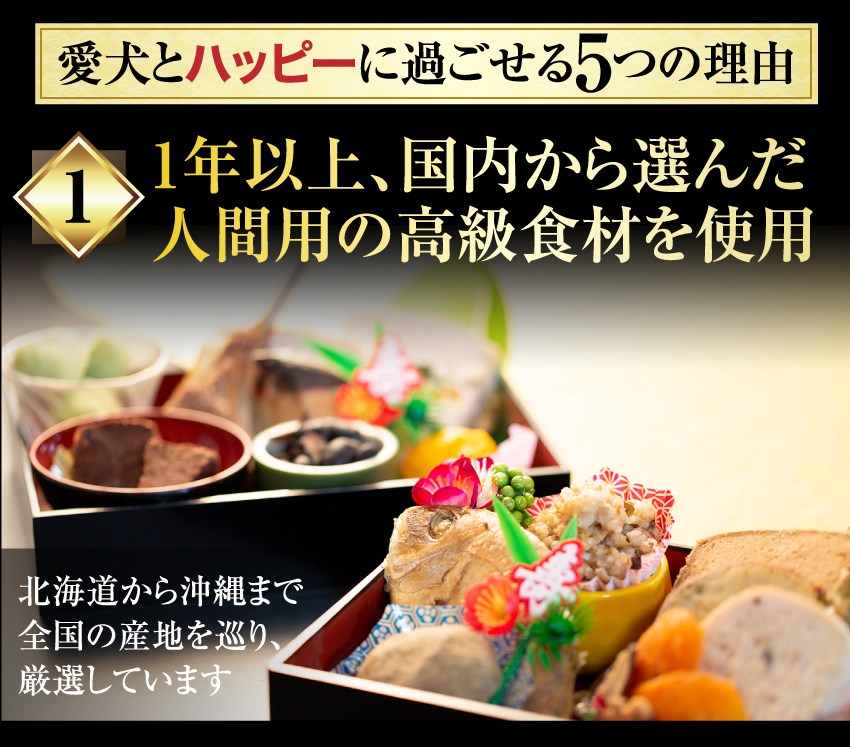 愛犬とハッピーに過ごせる5つの理由
1
1年以上、国内から選んだ
人間用の高級食材を使用
北海道から沖縄まで
全国の産地を巡り、
厳選しています